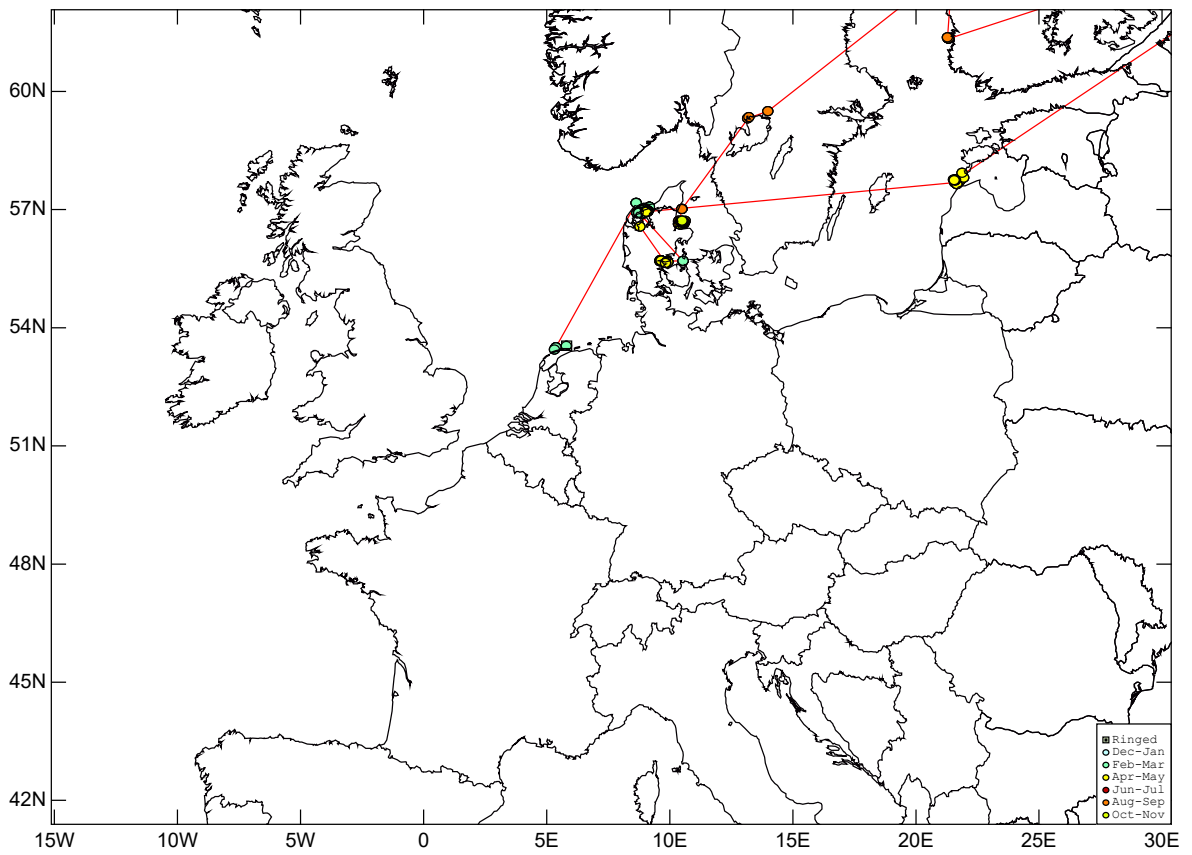 60N
57N
54N
51N
48N
45N
42N
Ringed
Dec-Jan
Feb-Mar
Apr-May
Jun-Jul
Aug-Sep
Oct-Nov
15W 10W 5W 0 5E 10E 15E 20E 25E 30E